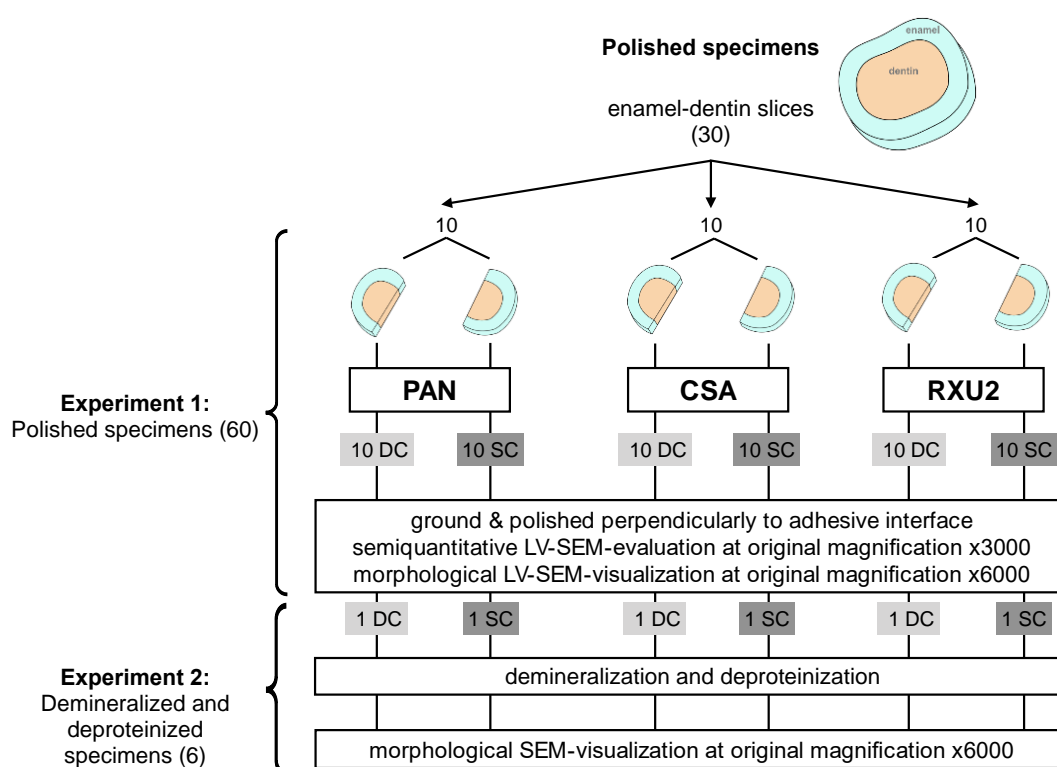 Polished specimens
enamel
dentin
enamel-dentin slices
(30)
10
10
10
PAN
CSA
RXU2
Experiment 1:
Polished specimens (60)
10 DC
10 SC
10 DC
10 SC
10 DC
10 SC
ground & polished perpendicularly to adhesive interface
semiquantitative LV-SEM-evaluation at original magnification x3000
morphological LV-SEM-visualization at original magnification x6000
1 DC
1 SC
1 DC
1 SC
1 DC
1 SC
Experiment 2:
Demineralized and
deproteinized
specimens (6)
demineralization and deproteinization
morphological SEM-visualization at original magnification x6000